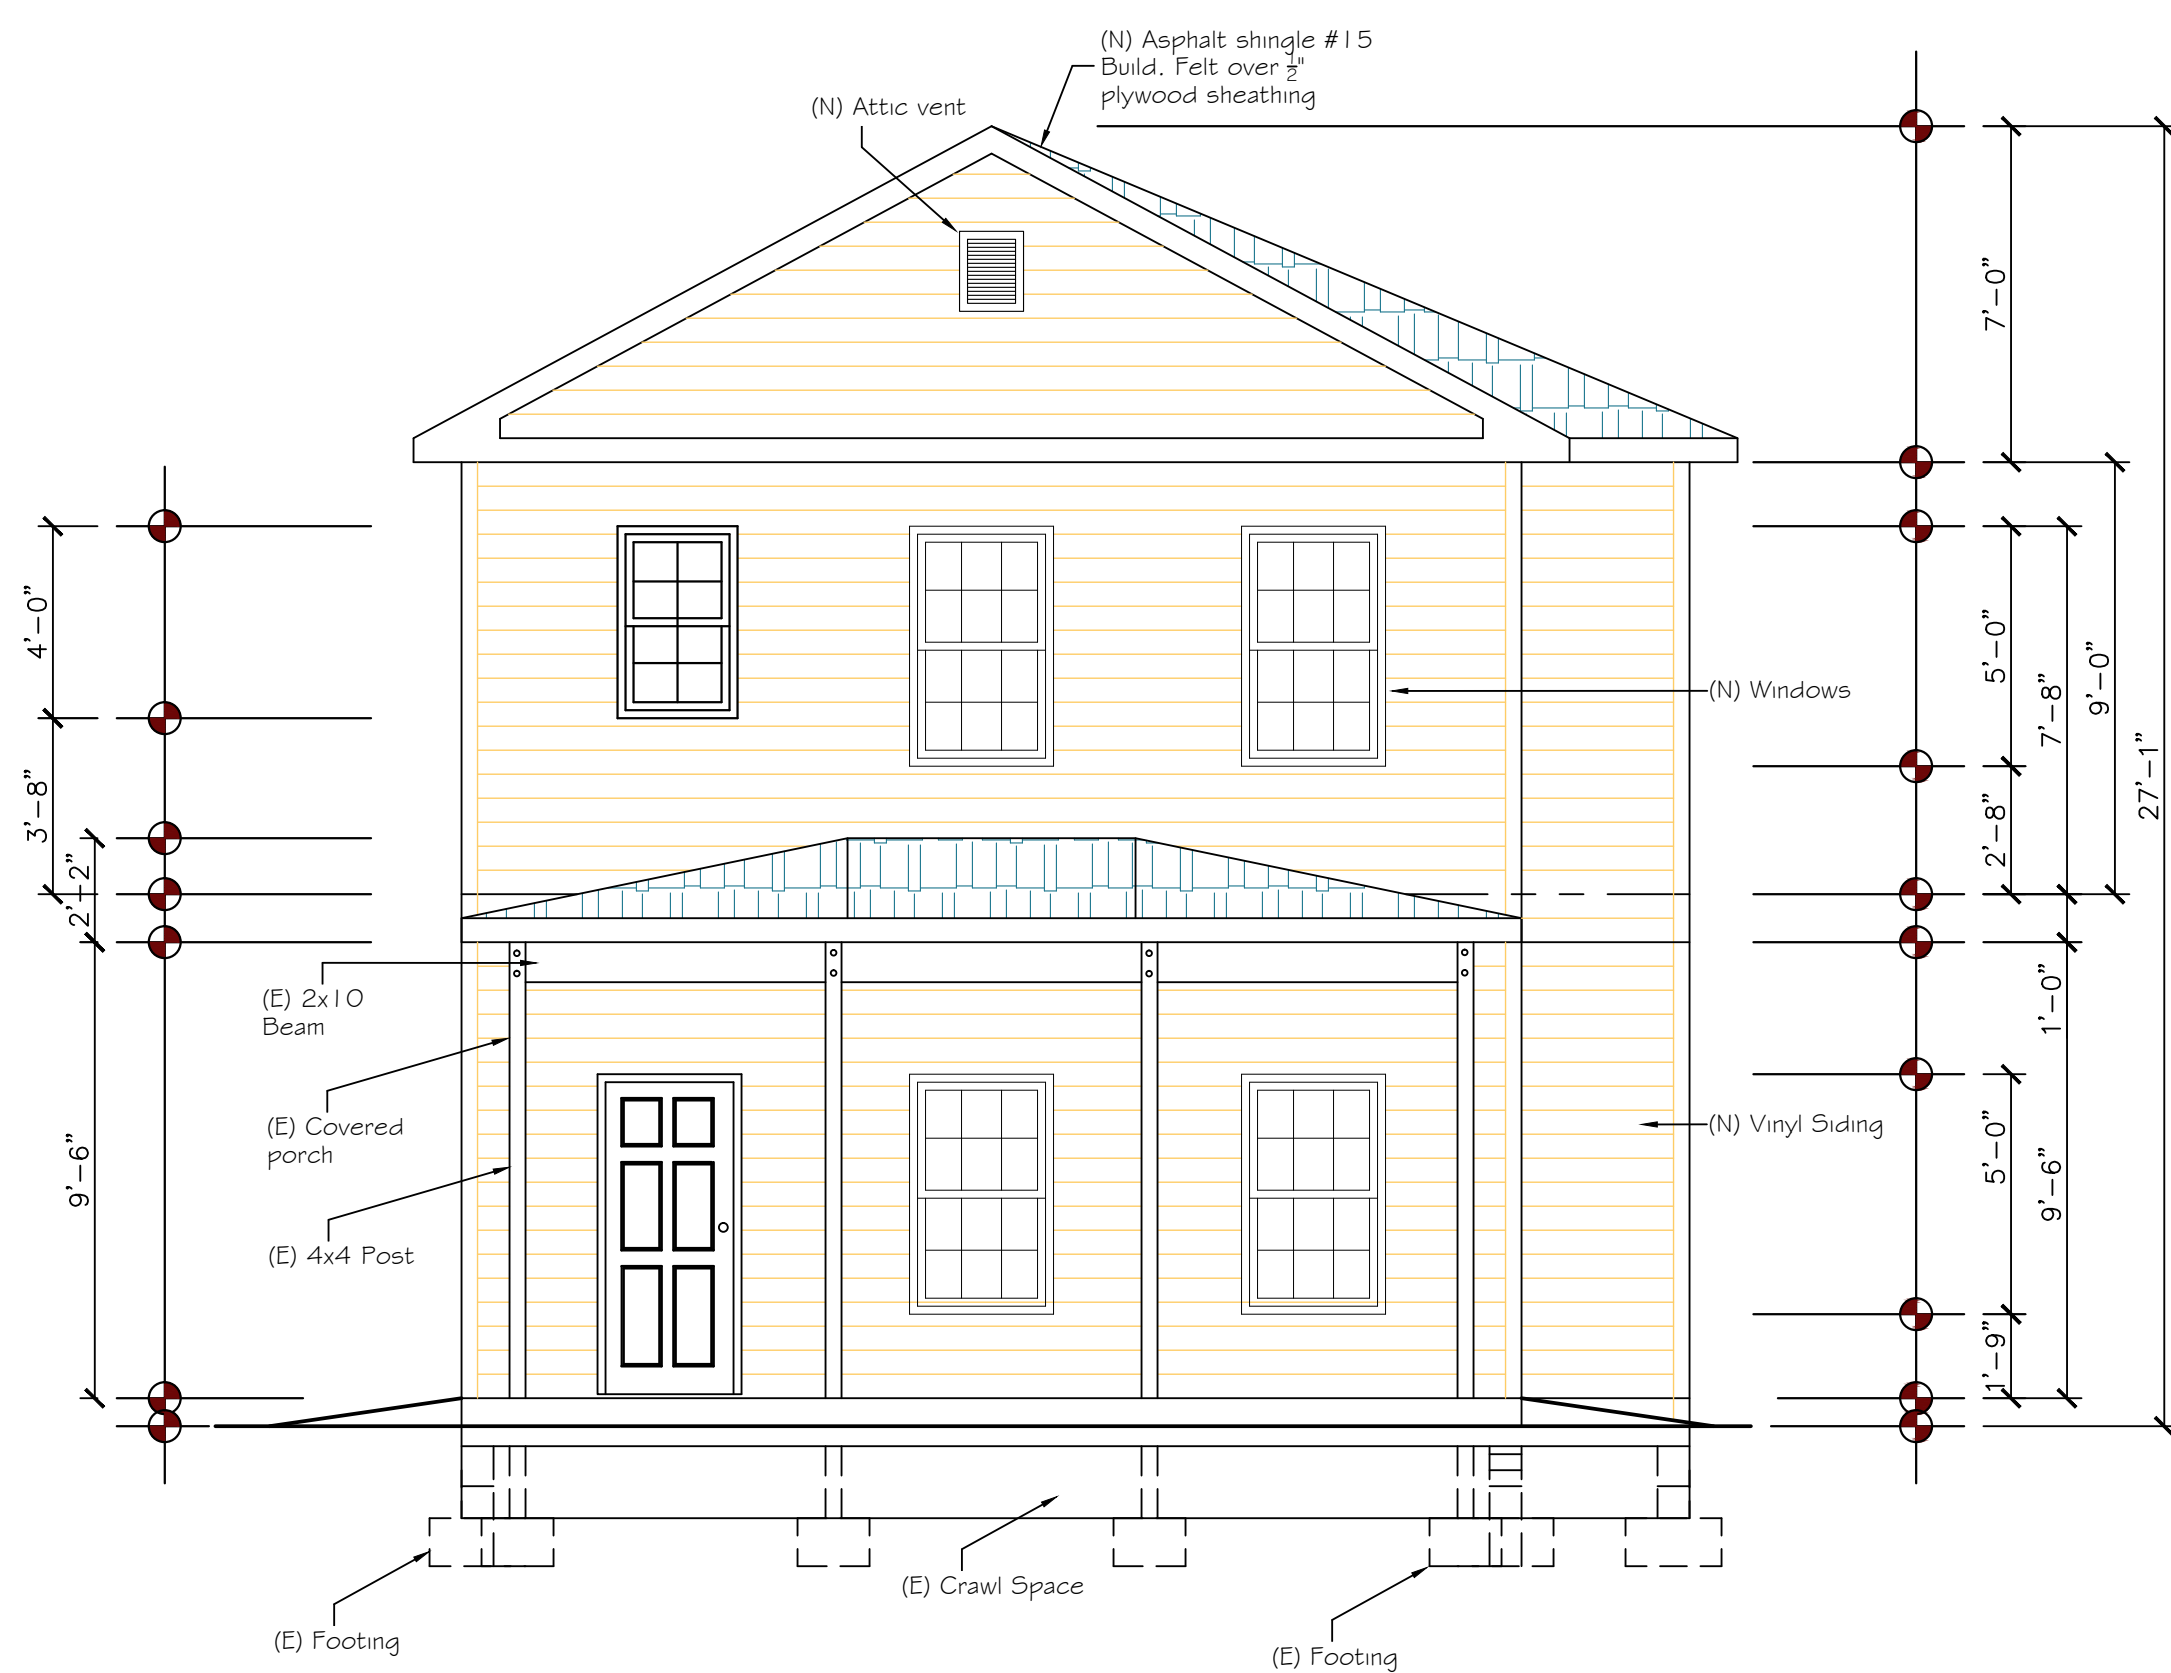 (N) Asphalt shingle #15
Build. Felt over ½"
plywood sheathing
(N) Attic vent
7'-0"
4'-0"
3'-8"
2'-2"
9'-6"
5'-0"
2'-8"
7'-8"
9'-0"
27'-1"
(N) Windows
(E) 2x10
Beam
(E) Covered
porch
(E) 4x4 Post
1'-0"
(N) Vinyl Siding
5'-0"
9'-6"
1'-9"
(E) Crawl Space
(E) Footing
(E) Footing